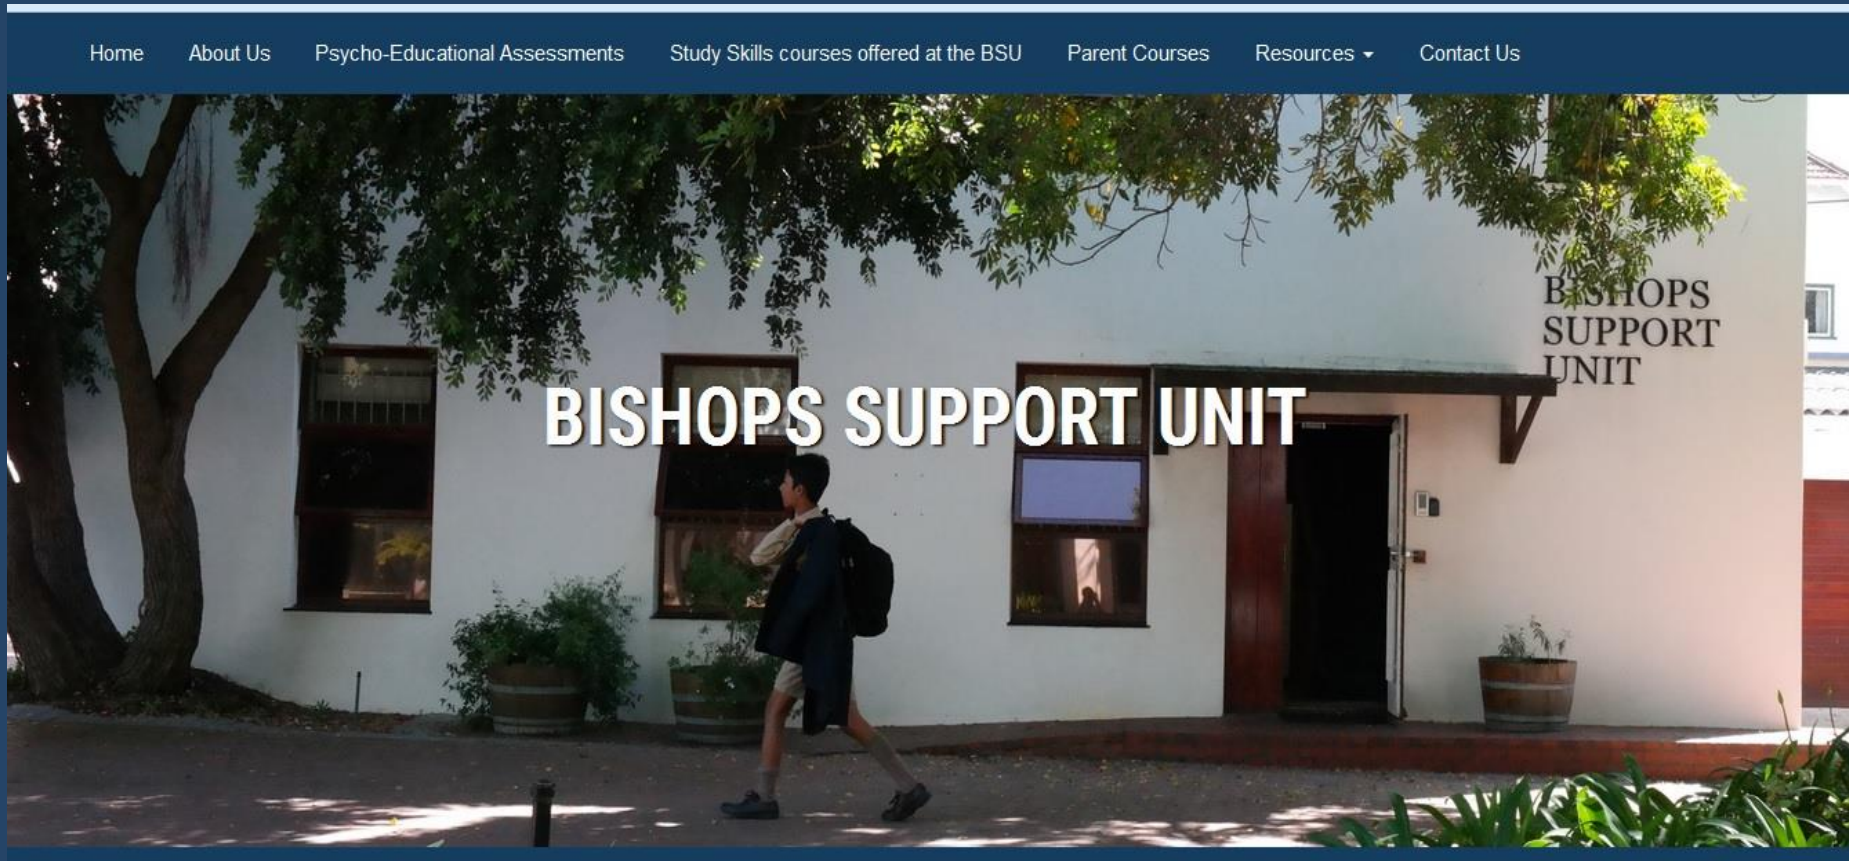 Home About Us Psycho-Educational Assessments Study Skills courses offered at the BSU Parent Courses Resources Contact Us
BISHOPS
SUPPORT
UNIT
BISHOPS SUPPORT UNIT